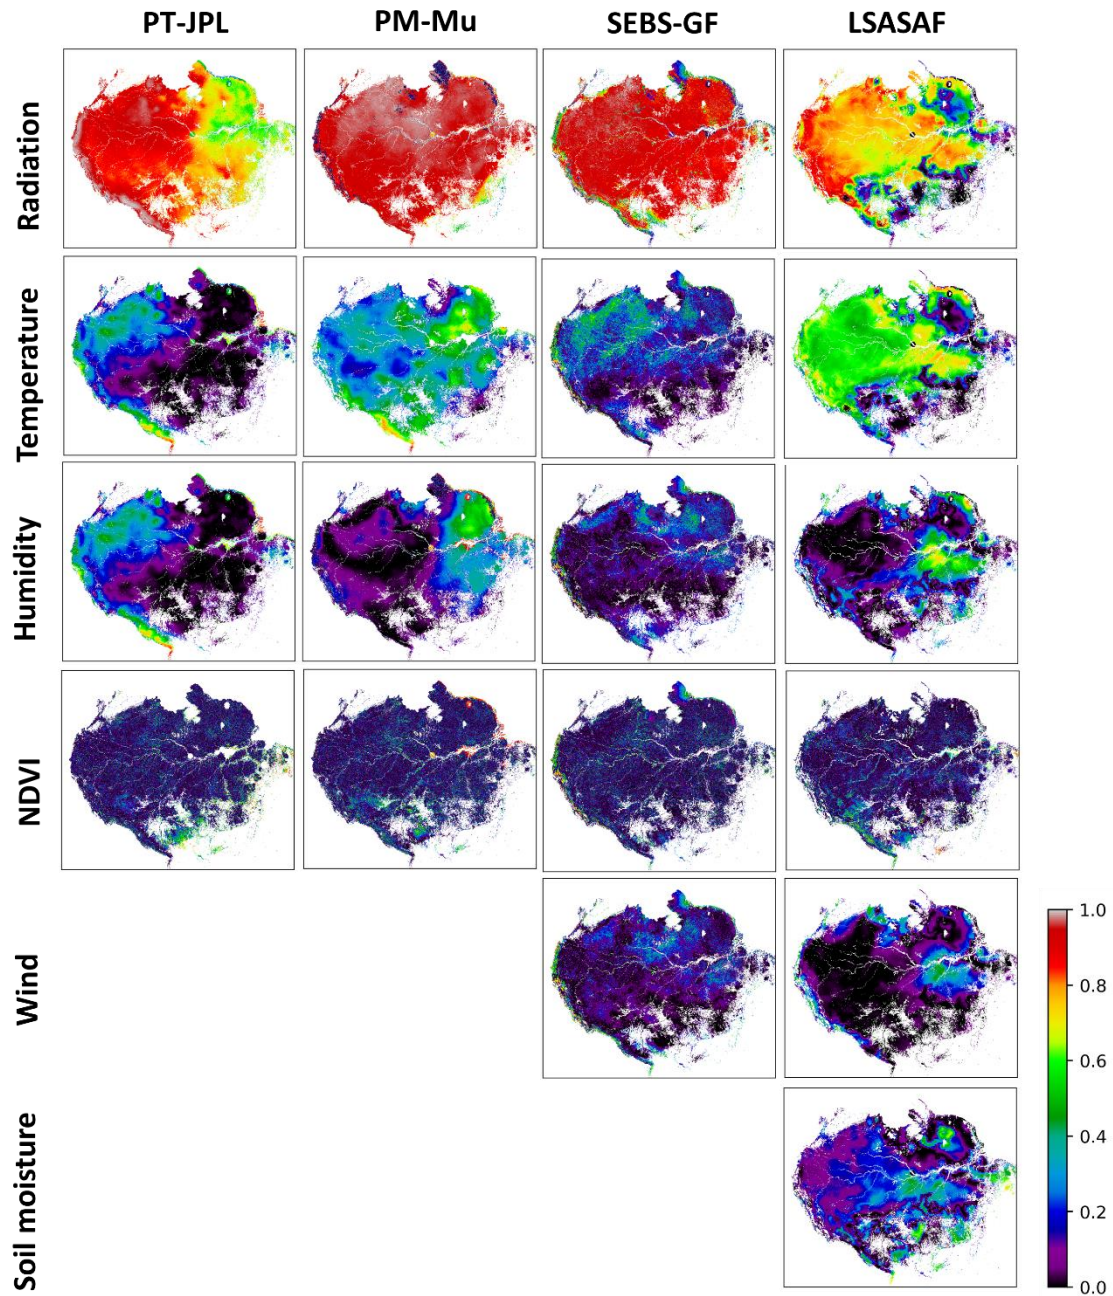 PT-JPL PM-Mu SEBS-GF LSASAF
Radiation
Temperature
Humidity
NDVI
Wind
Soil moisture
1.0
0.8
0.6
0.4
0.2
0.0